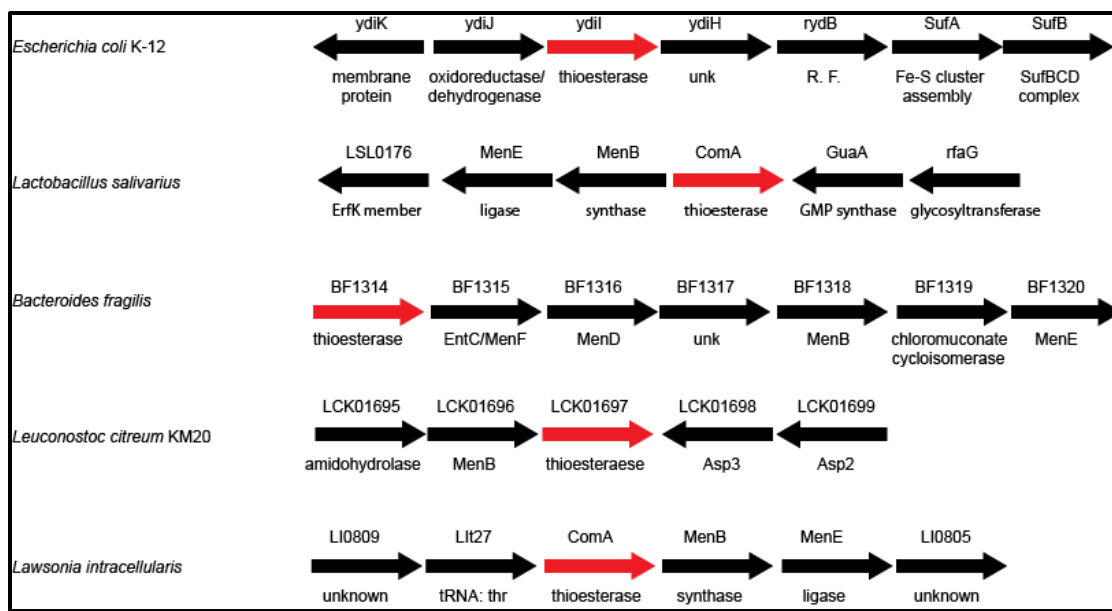 ydiK ydiJ ydiI ydiH rydB SufA SufB
Escherichia coli K-12
membrane protein oxidoreductase/ dehydrogenase thioesterase unk R. F. Fe-S cluster assembly SufBCD complex
LSL0176 MenE MenB ComA GuaA rfaG
Lactobacillus salivarius
ErfK member ligase synthase thioesterase GMP synthase glycosyltransferase
BF1314 BF1315 BF1316 BF1317 BF1318 BF1319 BF1320
Bacteroides fragilis
thioesterase EntC/MenF MenD unk MenB chloromuconate cycloisomerase MenE
LCK01695 LCK01696 LCK01697 LCK01698 LCK01699
Leuconostoc citreum KM20
amidohydrolase MenB thioesteraese Asp3 Asp2
LI0809 LIt27 ComA MenB MenE LI0805
Lawsonia intracellularis
unknown tRNA: thr thioesterase synthase ligase unknown